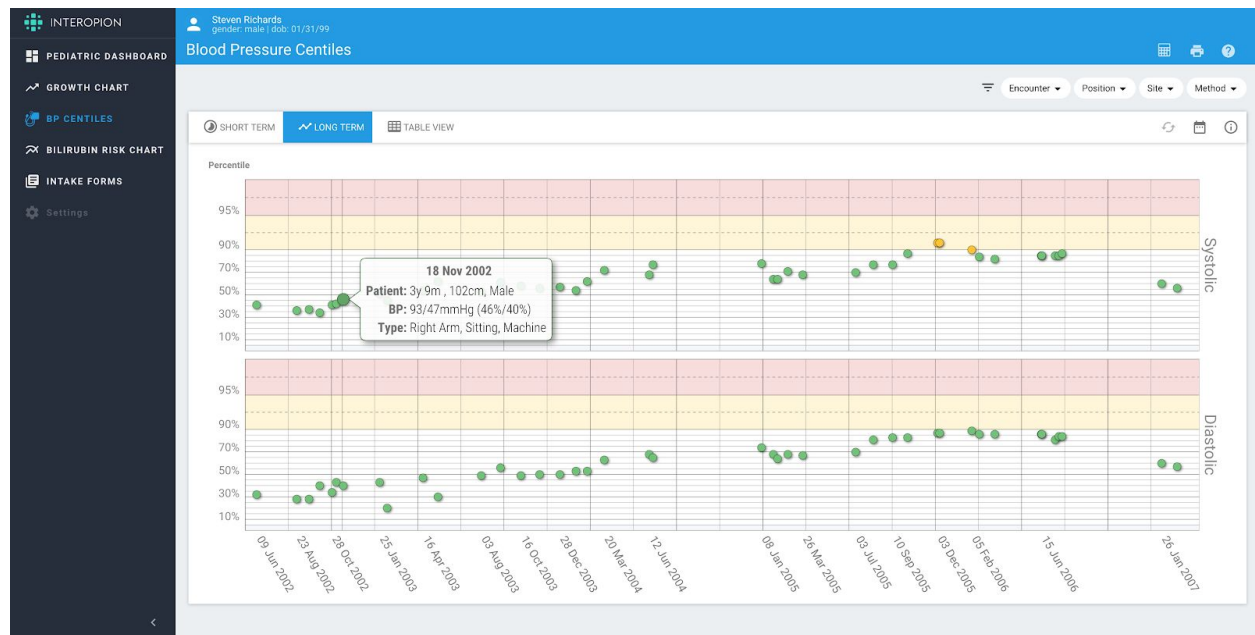 INTEROPION
PEDIATRIC DASHBOARD
GROWTH CHART
BP CENTILES
BILIRUBIN RISK CHART
INTAKE FORMS
Settings
Steven Richards
gender: male | dob: 01/31/99
Blood Pressure Centiles
Encounter
Position
Site
Method
SHORT TERM
LONG TERM
TABLE VIEW
Percentile
95%
90%
70%
50%
30%
10%
Systolic
18 Nov 2002
Patient: 3y 9m , 102cm, Male
BP: 93/47mmHg (46%/40%)
Type: Right Arm, Sitting, Machine
95%
90%
70%
50%
30%
10%
Diastolic
09 Jun 2002
23 Aug 2002
28 Oct 2002
25 Jan 2003
16 Apr 2003
03 Aug 2003
16 Oct 2003
28 Dec 2003
20 Mar 2004
12 Jun 2004
08 Jan 2005
26 Mar 2005
03 Jul 2005
10 Sep 2005
03 Dec 2005
05 Feb 2006
15 Jun 2006
26 Jan 2007